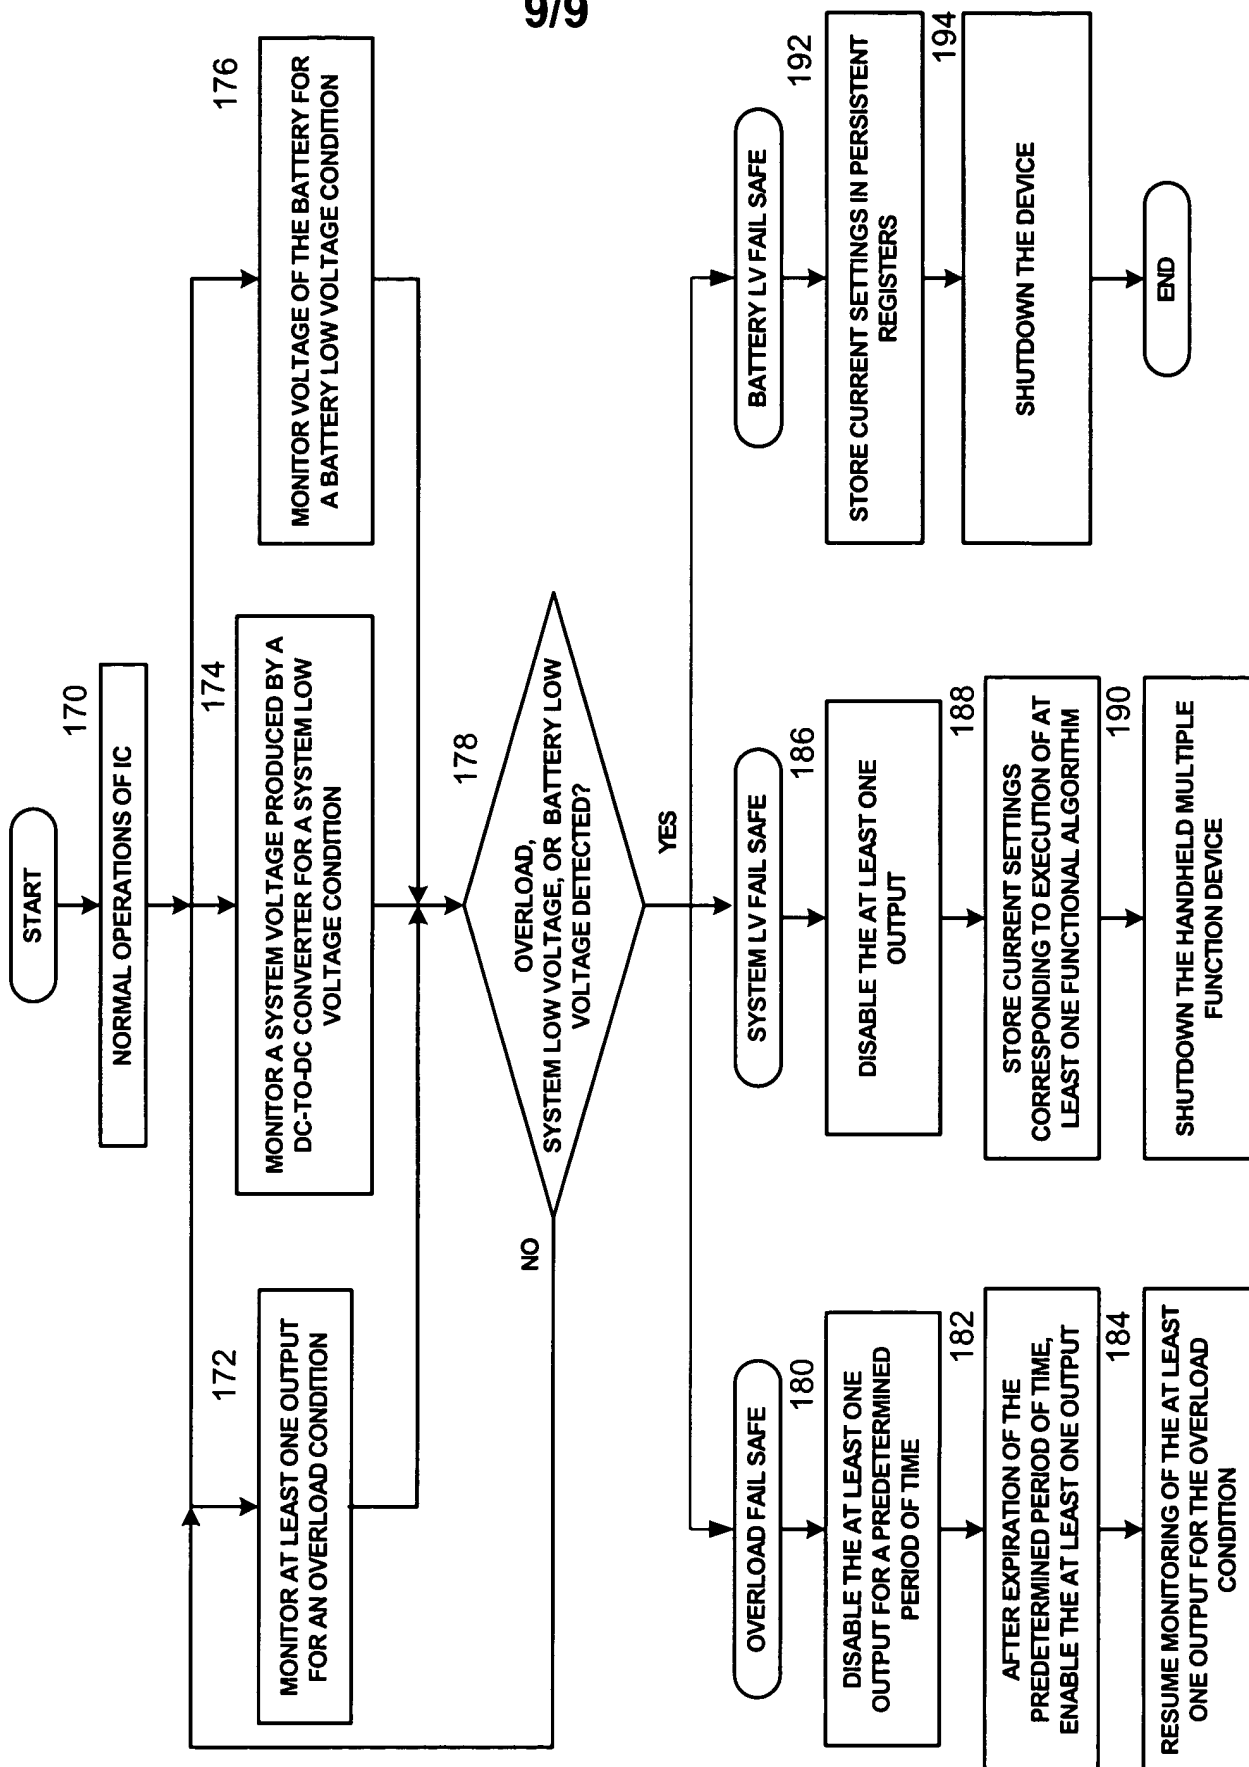 9/9
START
170
NORMAL OPERATIONS OF IC
172
MONITOR AT LEAST ONE OUTPUT
FOR AN OVERLOAD CONDITION
174
MONITOR A SYSTEM VOLTAGE PRODUCED BY A
DC-TO-DC CONVERTER FOR A SYSTEM LOW
VOLTAGE CONDITION
176
MONITOR VOLTAGE OF THE BATTERY FOR
A BATTERY LOW VOLTAGE CONDITION
178
OVERLOAD,
SYSTEM LOW VOLTAGE, OR BATTERY LOW
VOLTAGE DETECTED?
NO
YES
OVERLOAD FAIL SAFE
180
DISABLE THE AT LEAST ONE
OUTPUT FOR A PREDETERMINED
PERIOD OF TIME
182
AFTER EXPIRATION OF THE
PREDETERMINED PERIOD OF TIME,
ENABLE THE AT LEAST ONE OUTPUT
184
RESUME MONITORING OF THE AT LEAST
ONE OUTPUT FOR THE OVERLOAD
CONDITION
SYSTEM LV FAIL SAFE
186
DISABLE THE AT LEAST ONE
OUTPUT
188
STORE CURRENT SETTINGS
CORRESPONDING TO EXECUTION OF AT
LEAST ONE FUNCTIONAL ALGORITHM
190
SHUTDOWN THE HANDHELD MULTIPLE
FUNCTION DEVICE
BATTERY LV FAIL SAFE
192
STORE CURRENT SETTINGS IN PERSISTENT
REGISTERS
194
SHUTDOWN THE DEVICE
END